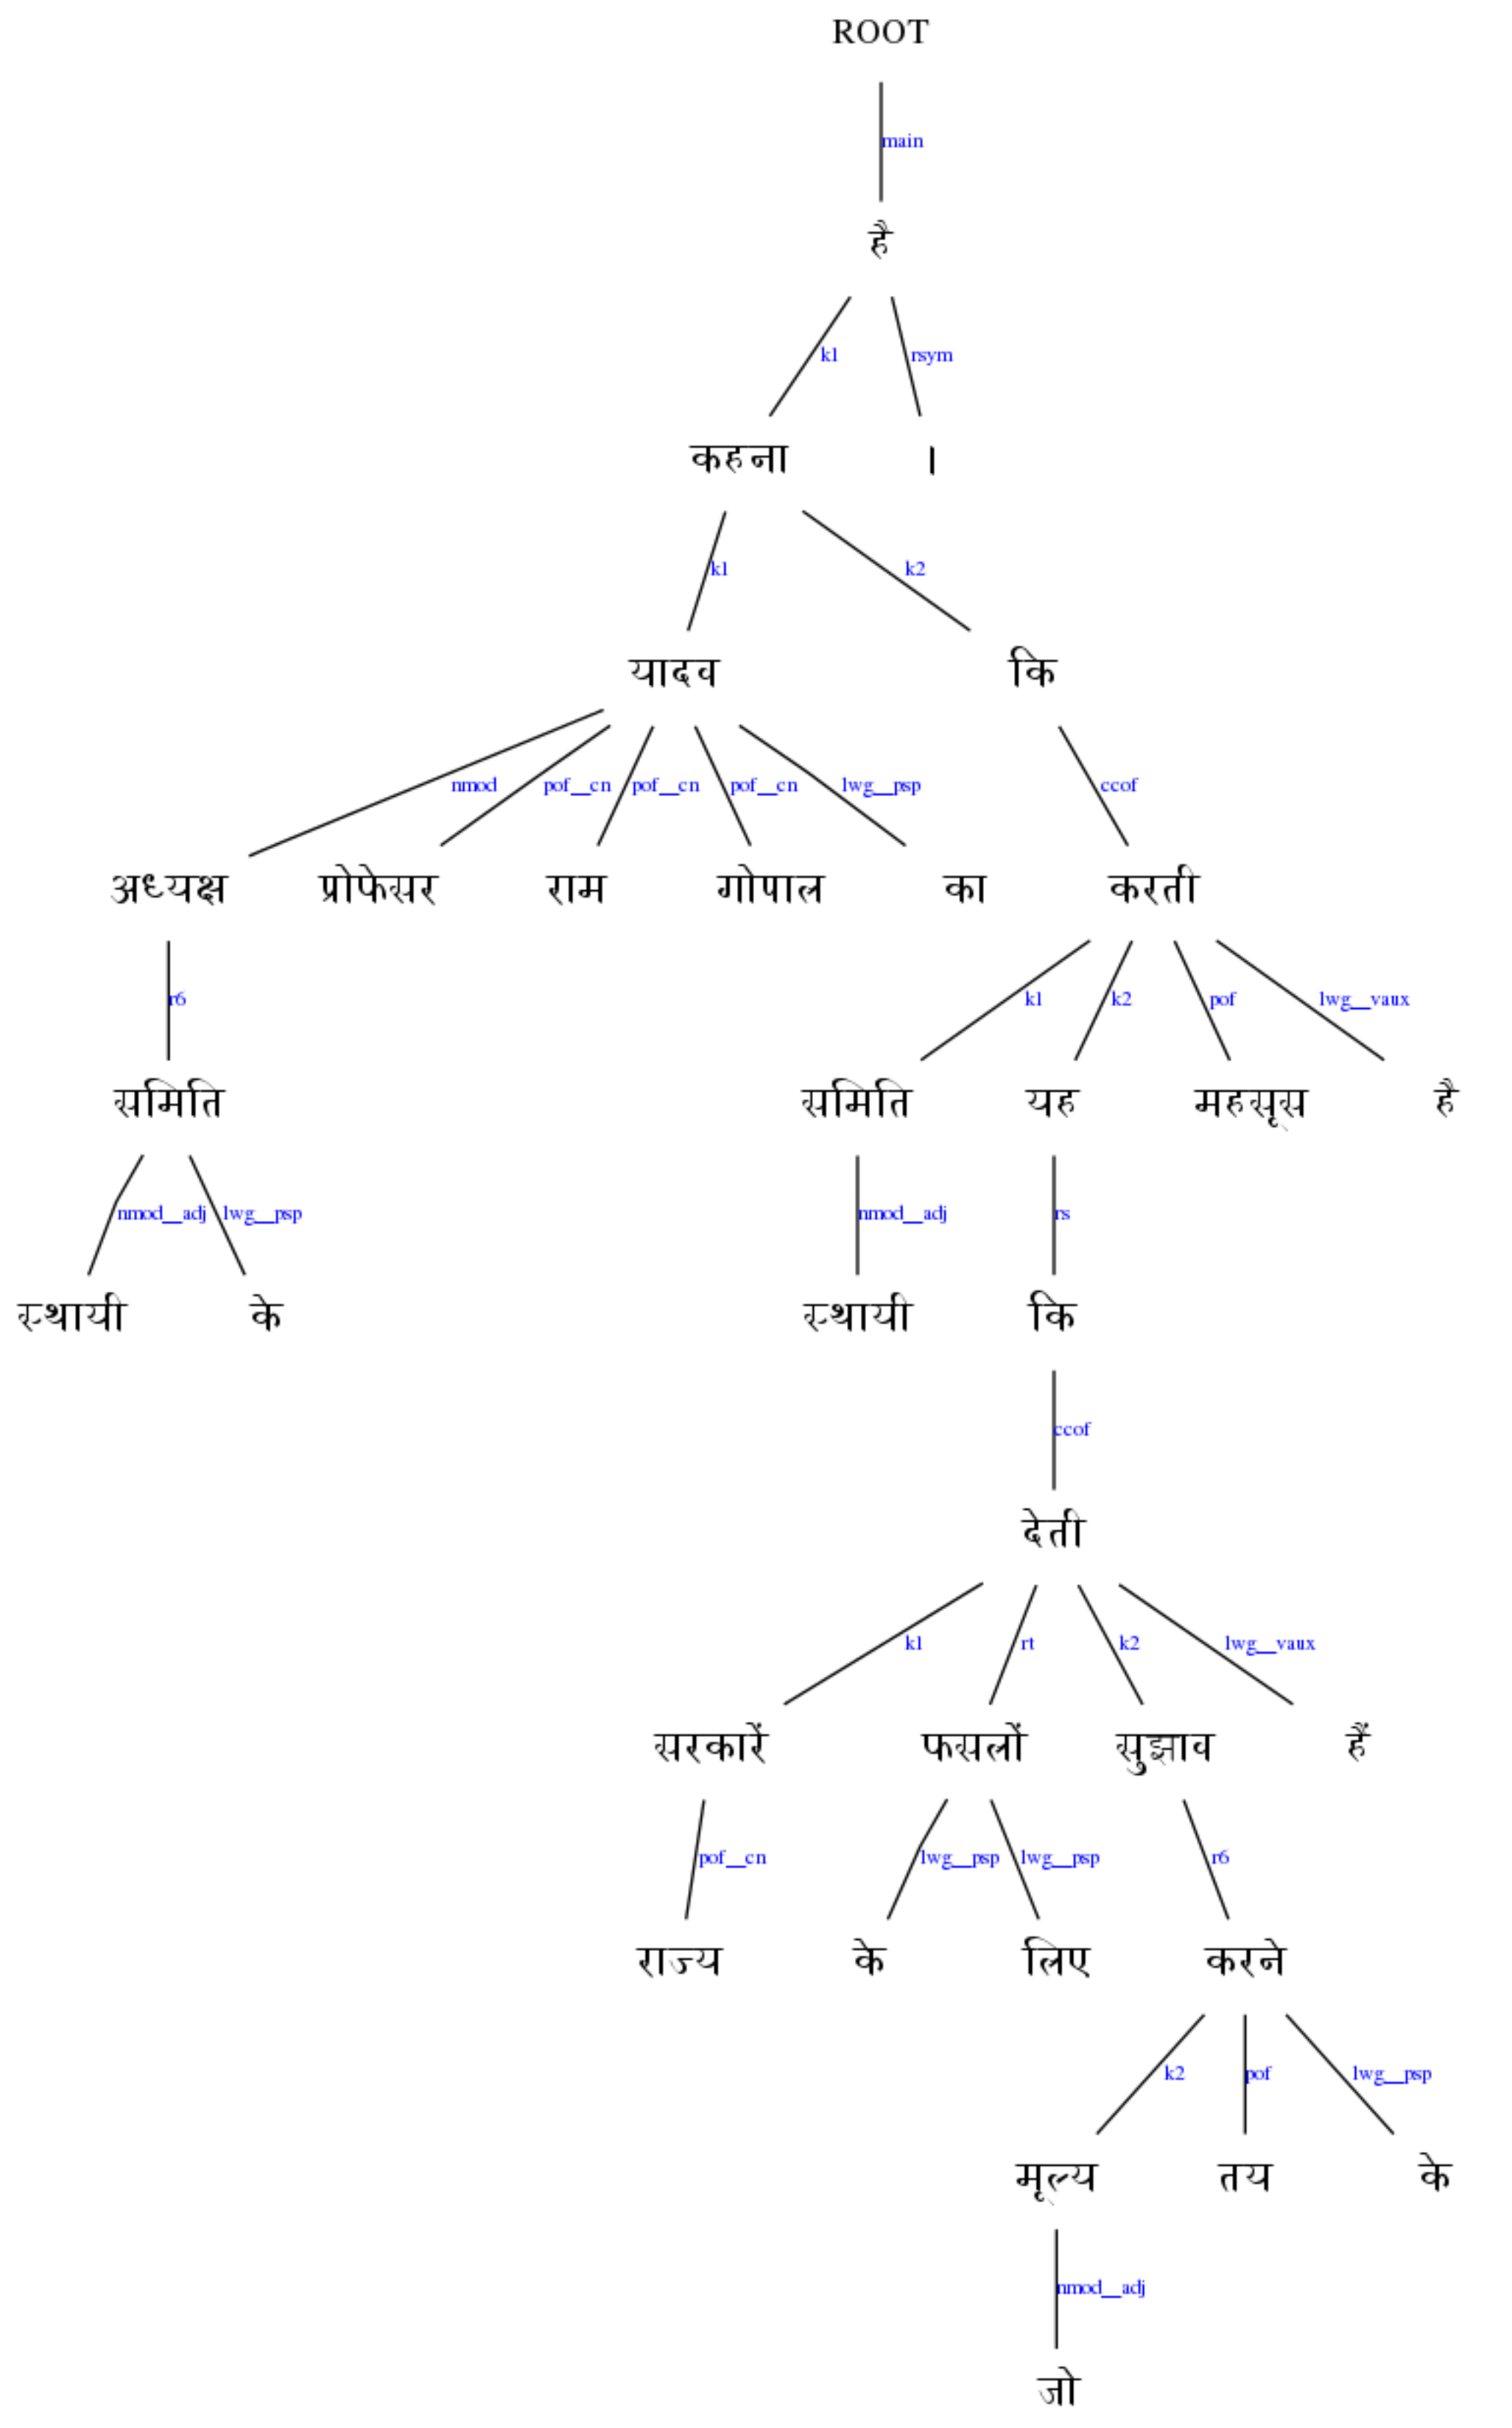 ROOT
main
है
k1 rsym
कहना ।
k1 k2
यादव कि
nmod pof__cn pof__cn pof__cn lwg__psp ccof
अध्यक्ष प्रोफेसर राम गोपाल का करती
r6 k1 k2 pof lwg__vaux
समिति समिति यह महसूस है
nmod__adj lwg__psp nmod__adj rs
स्थायी के स्थायी कि
ccof
देती
k1 rt k2 lwg__vaux
सरकारें फसलों सुझाव हैं
pof__cn lwg__psp lwg__psp r6
राज्य के लिए करने
k2 pof lwg__psp
मूल्य तय के
nmod__adj
जो